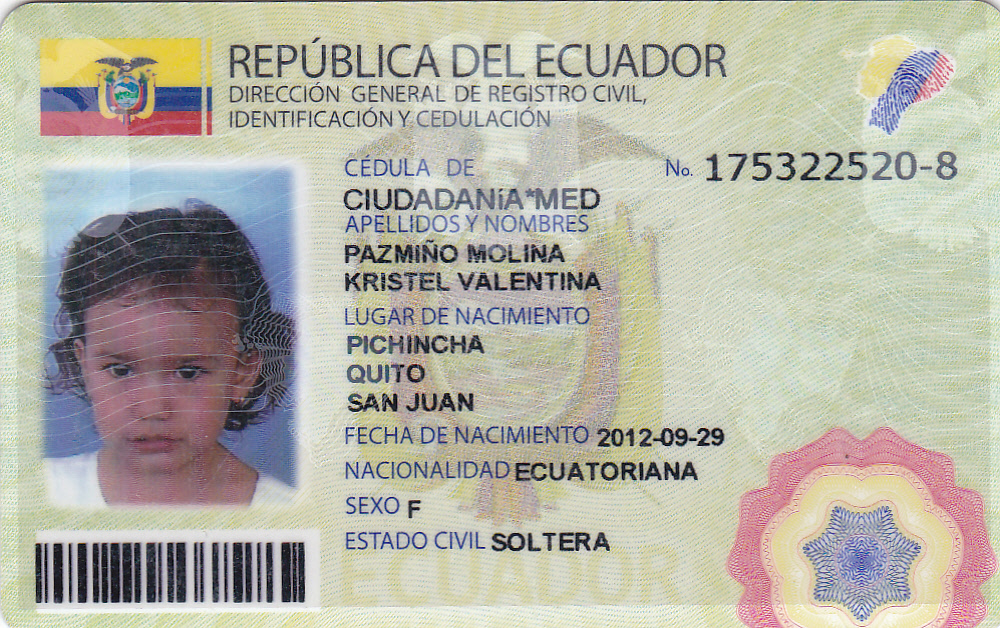 REPÚBLICA DEL ECUADOR
DIRECCIÓN GENERAL DE REGISTRO CIVIL,
IDENTIFICACIÓN Y CEDULACIÓN
CÉDULA DE No. 175322520-8
CIUDADANíA*MED
APELLIDOS Y NOMBRES
PAZMIÑO MOLINA
KRISTEL VALENTINA
LUGAR DE NACIMIENTO
PICHINCHA
QUITO
SAN JUAN
FECHA DE NACIMIENTO 2012-09-29
NACIONALIDAD ECUATORIANA
SEXO F
ESTADO CIVIL SOLTERA
ECUADOR